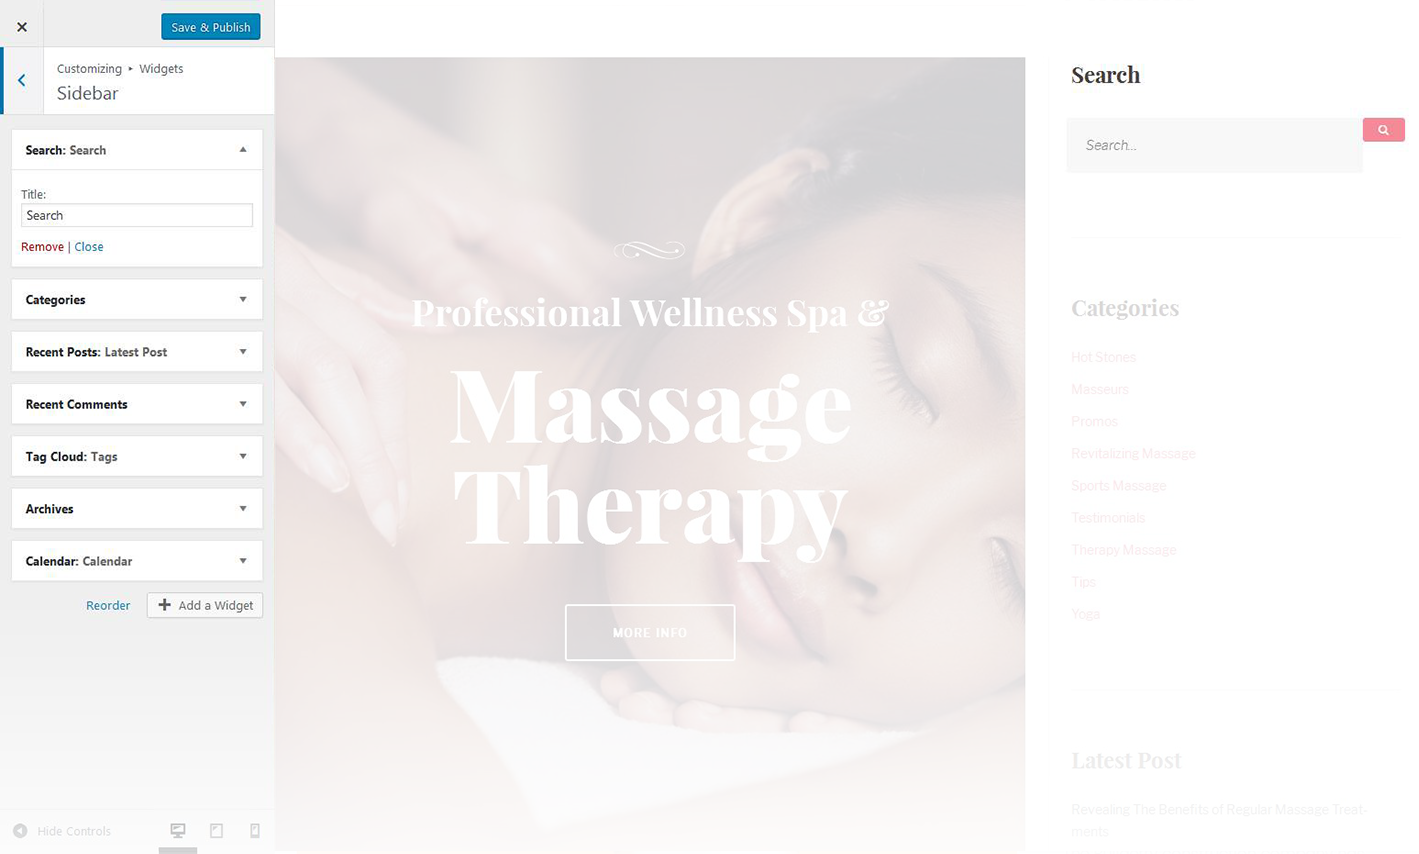 Save & Publish
Customizing ▸ Widgets
Sidebar
Search: Search
Title:
Search
Remove | Close
Categories
Recent Posts: Latest Post
Recent Comments
Tag Cloud: Tags
Archives
Calendar: Calendar
Reorder
Add a Widget
Hide Controls
Professional Wellness Spa &
Massage
Therapy
MORE INFO
Search
Search...
Categories
Hot Stones
Masseurs
Promos
Revitalizing Massage
Sports Massage
Testimonials
Therapy Massage
Tips
Yoga
Latest Post
Revealing The Benefits of Regular Massage Treat-
ments